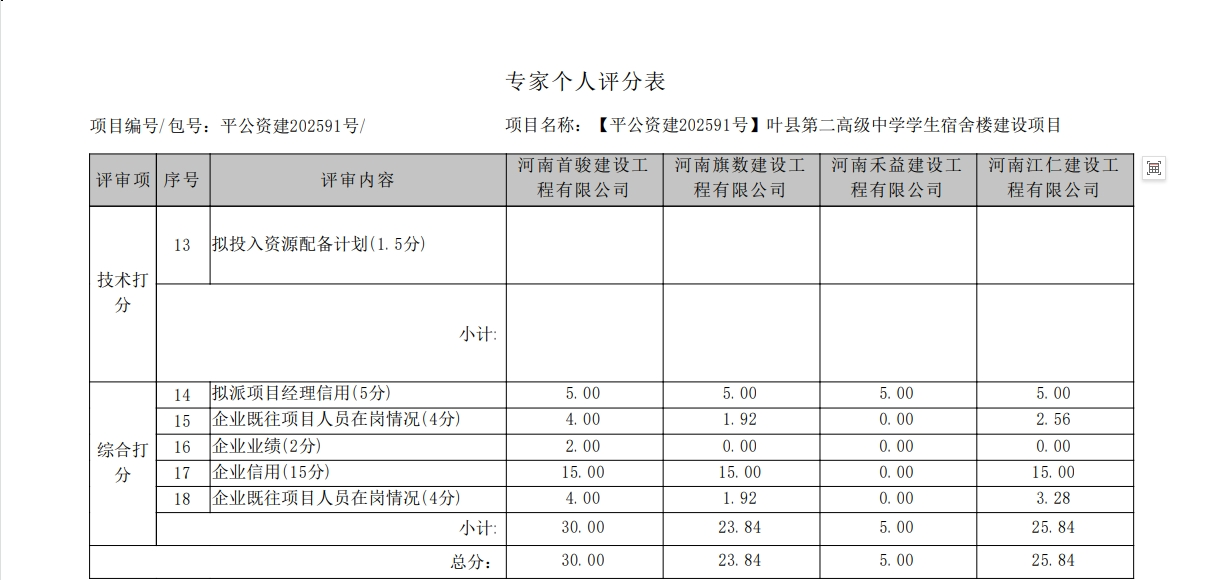 专家个人评分表
项目编号/包号：平公资建202591号/
项目名称：【平公资建202591号】叶县第二高级中学学生宿舍楼建设项目
评审项 序号 评审内容 河南首骏建设工程有限公司 河南旗数建设工程有限公司 河南禾益建设工程有限公司 河南江仁建设工程有限公司
技术打分
13 拟投入资源配备计划(1.5分)
小计:
综合打分
14 拟派项目经理信用(5分) 5.00 5.00 5.00 5.00
15 企业既往项目人员在岗情况(4分) 4.00 1.92 0.00 2.56
16 企业业绩(2分) 2.00 0.00 0.00 0.00
17 企业信用(15分) 15.00 15.00 0.00 15.00
18 企业既往项目人员在岗情况(4分) 4.00 1.92 0.00 3.28
小计: 30.00 23.84 5.00 25.84
总分: 30.00 23.84 5.00 25.84